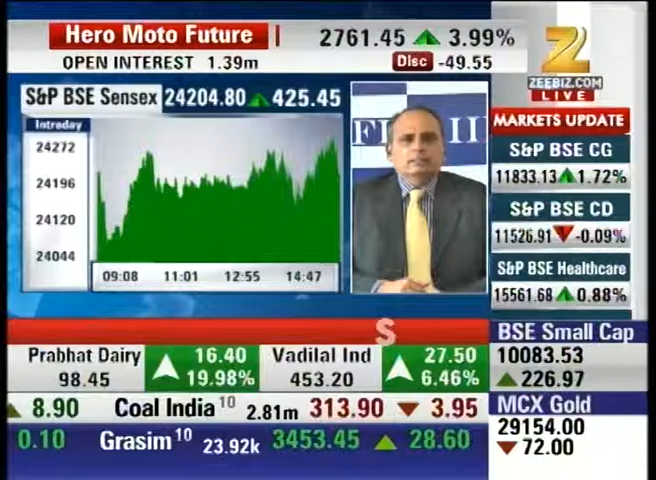 Hero Moto Future
2761.45 3.99%
OPEN INTEREST 1.39m
Disc -49.55
Z
ZEEBIZ.COM
LIVE
S&P BSE Sensex 24204.80 425.45
Intraday
24272
24196
24120
24044
09:08 11:01 12:55 14:47
MARKETS UPDATE
S&P BSE CG
11833.13 1.72%
S&P BSE CD
11526.91 -0.09%
S&P BSE Healthcare
15561.68 0.88%
S
Prabhat Dairy 16.40
98.45 19.98%
Vadilal Ind 27.50
453.20 6.46%
BSE Small Cap
10083.53
226.97
MCX Gold
29154.00
72.00
8.90 Coal India 10 2.81m 313.90 3.95
0.10 Grasim 10 23.92k 3453.45 28.60